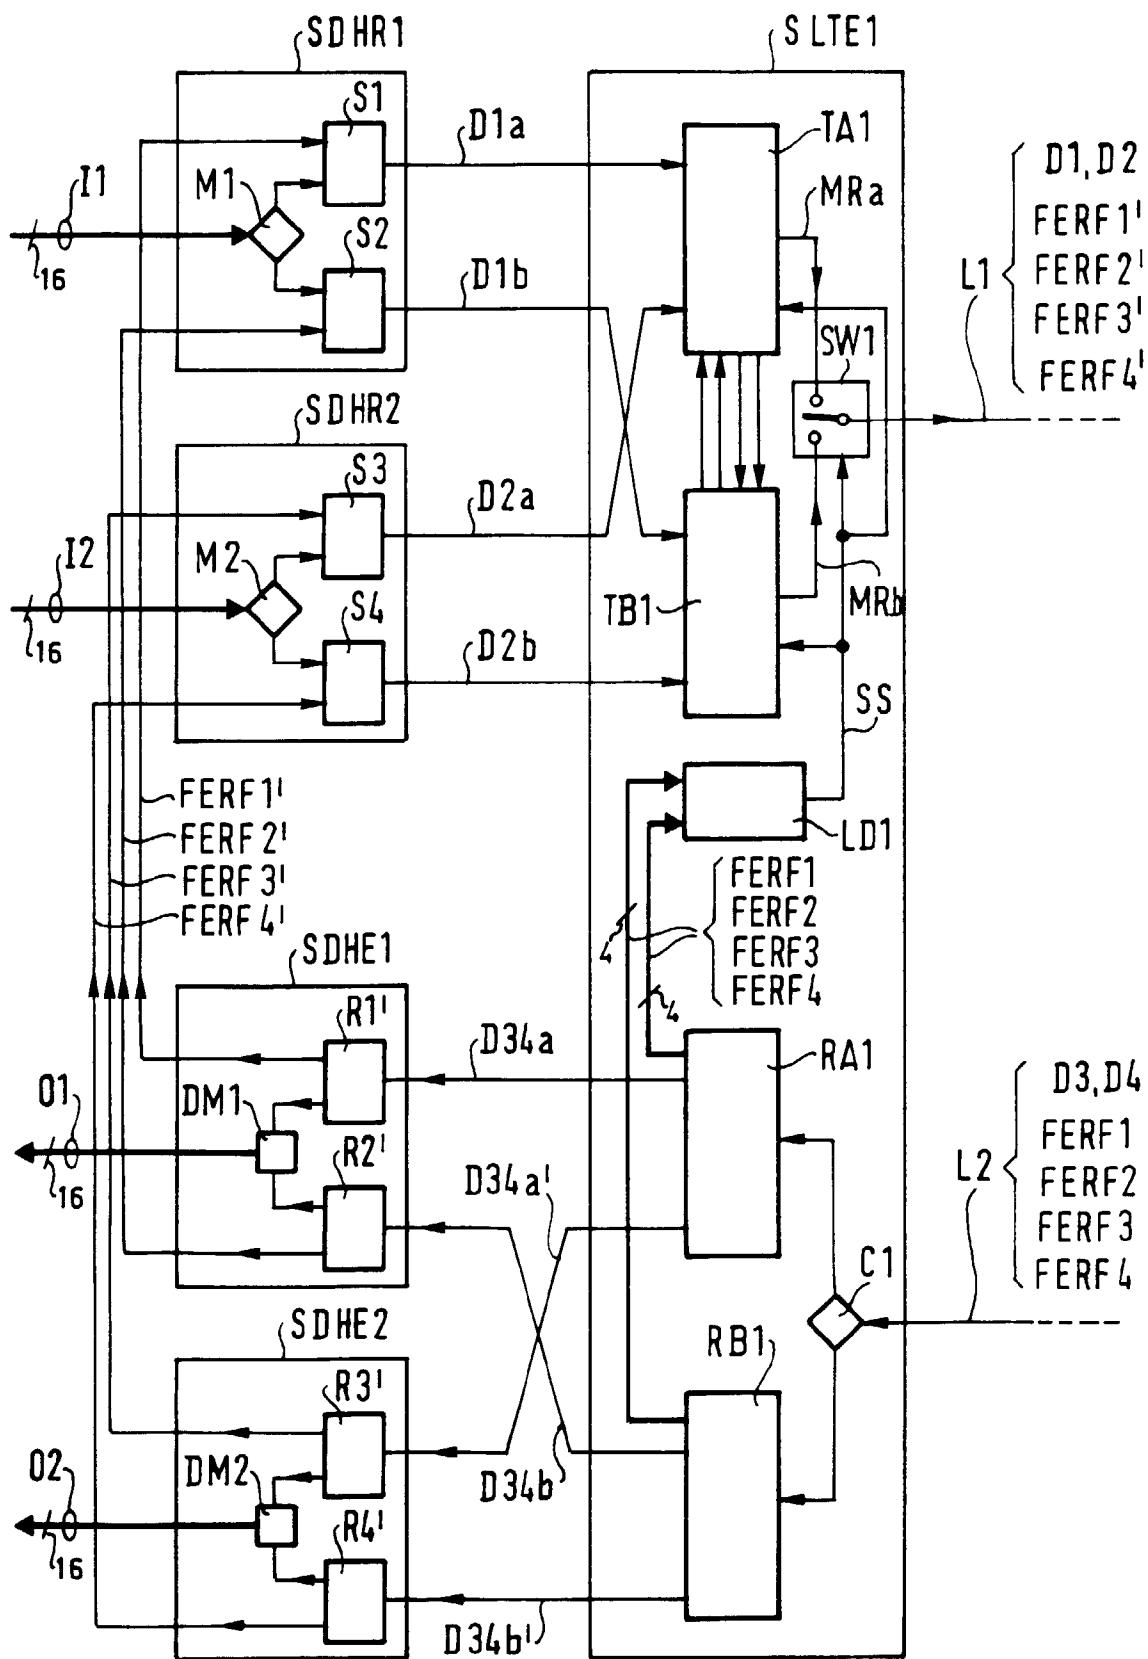 SDHR1
SLTE1
S1
D1a
TA1
I1
M1
MRa
D1, D2
FERF1'
FERF2'
FERF3'
FERF4'
L1
16
S2
D1b
SW1
SDHR2
S3
D2a
I2
M2
TB1
MRb
16
S4
D2b
SS
FERF1'
FERF2'
FERF3'
FERF4'
LD1
FERF1
FERF2
FERF3
FERF4
4
4
SDHE1
R1'
D34a
RA1
O1
DM1
D3, D4
FERF1
FERF2
FERF3
FERF4
L2
16
R2'
D34a'
C1
SDHE2
RB1
R3'
O2
DM2
D34b
16
R4'
D34b'